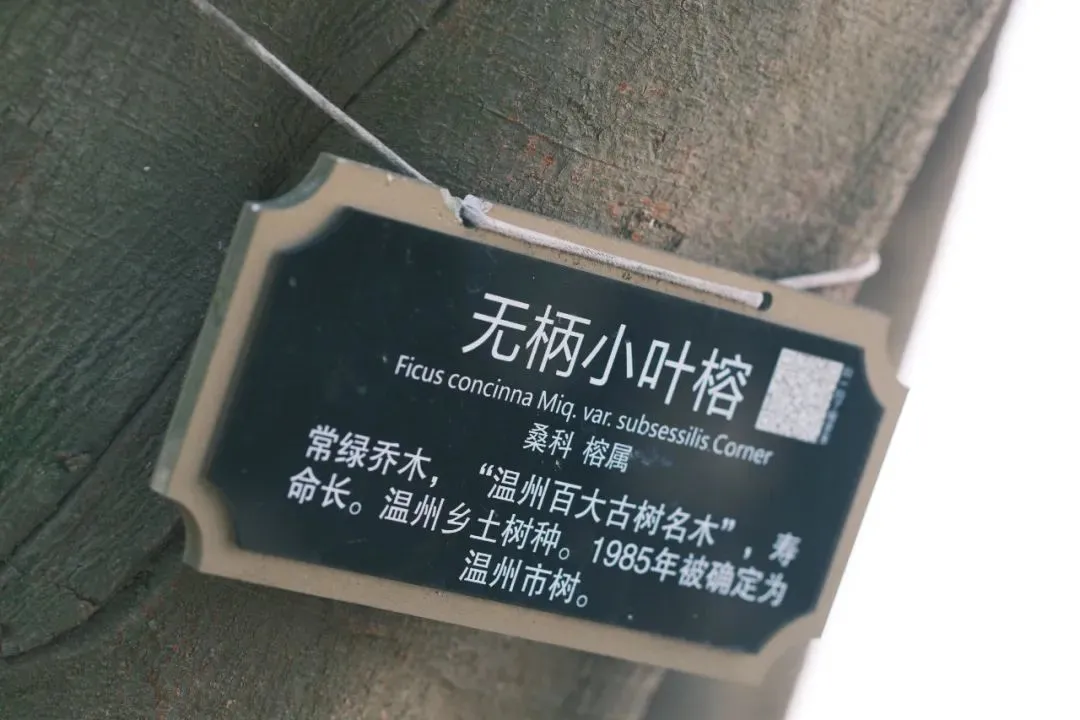 无柄小叶榕
Ficus concinna Miq. var. subsessilis Corner
桑科 榕属
常绿乔木，“温州百大古树名木”，寿
命长。温州乡土树种。1985年被确定为
温州市树。